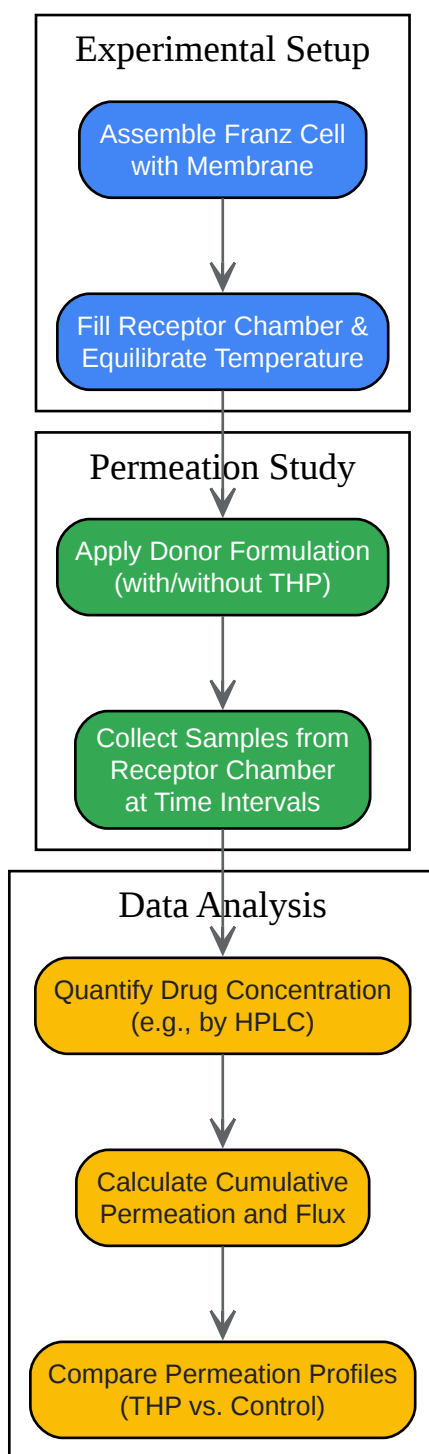 Experimental Setup
Assemble Franz Cell
with Membrane
Fill Receptor Chamber &
Equilibrate Temperature
Permeation Study
Apply Donor Formulation
(with/without THP)
Collect Samples from
Receptor Chamber
at Time Intervals
Data Analysis
Quantify Drug Concentration
(e.g., by HPLC)
Calculate Cumulative
Permeation and Flux
Compare Permeation Profiles
(THP vs. Control)